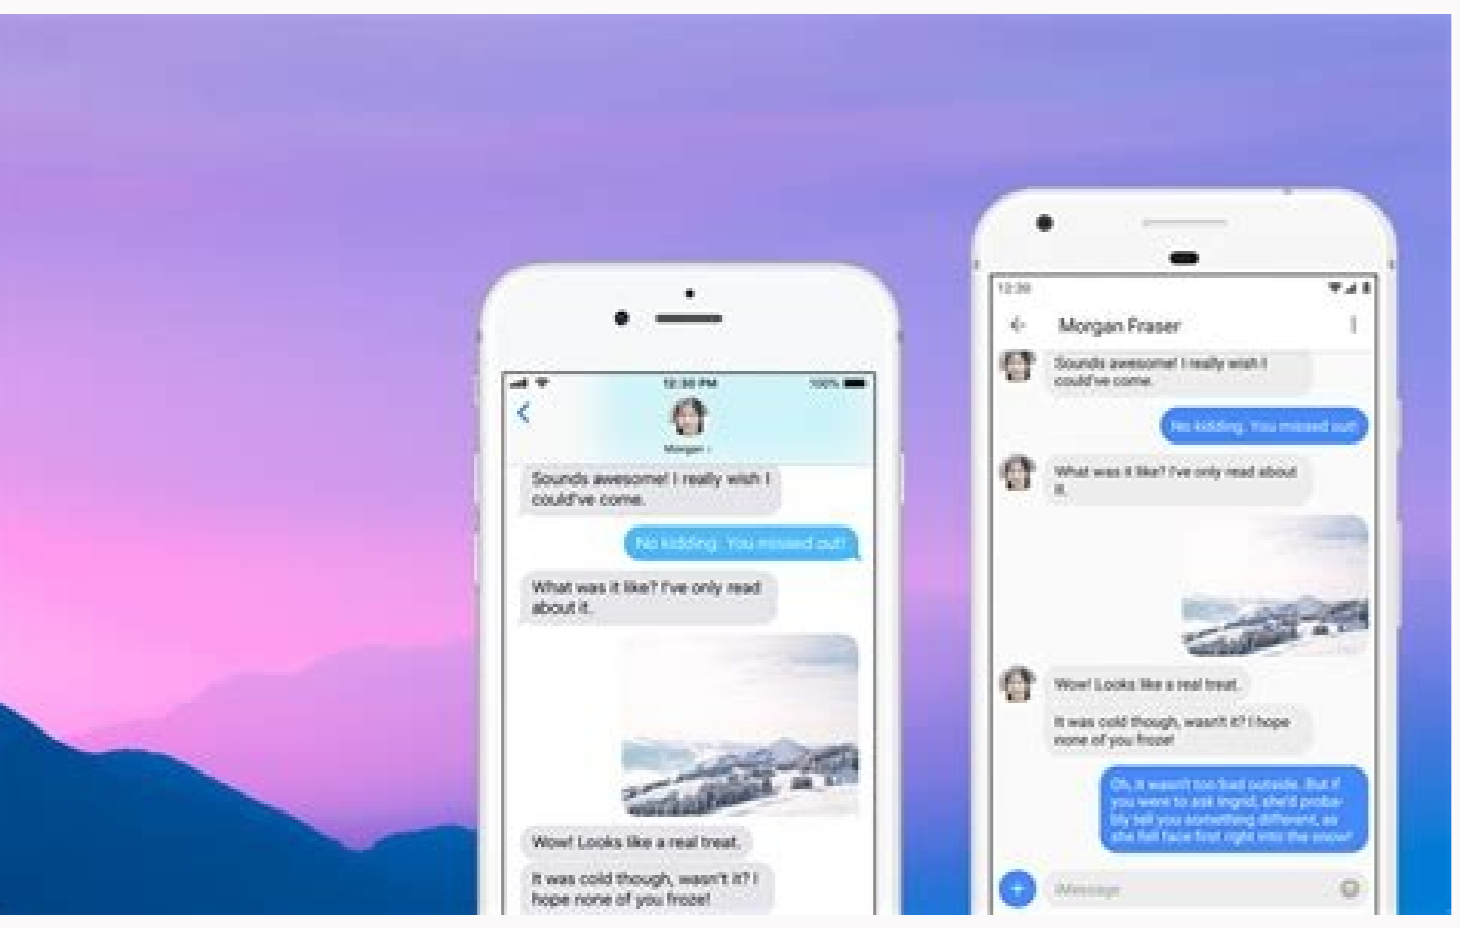 12:30 PM
100%
Morgan
Sounds awesome! I really wish I
could've come.
No kidding. You missed out!
What was it like? I've only read
about it.
Wow! Looks like a real treat.
It was cold though, wasn't it? I
hope none of you froze!
12:30
Morgan Fraser
Sounds awesome! I really wish I
could've come.
No kidding. You missed out!
What was it like? I've only read about
it.
Wow! Looks like a real treat.
It was cold though, wasn't it? I hope
none of you froze!
Oh, it wasn't too bad outside. But if
you were to ask Ingrid, she'd proba-
bly tell you something different, as
she fell face first right into the snow!
iMessage